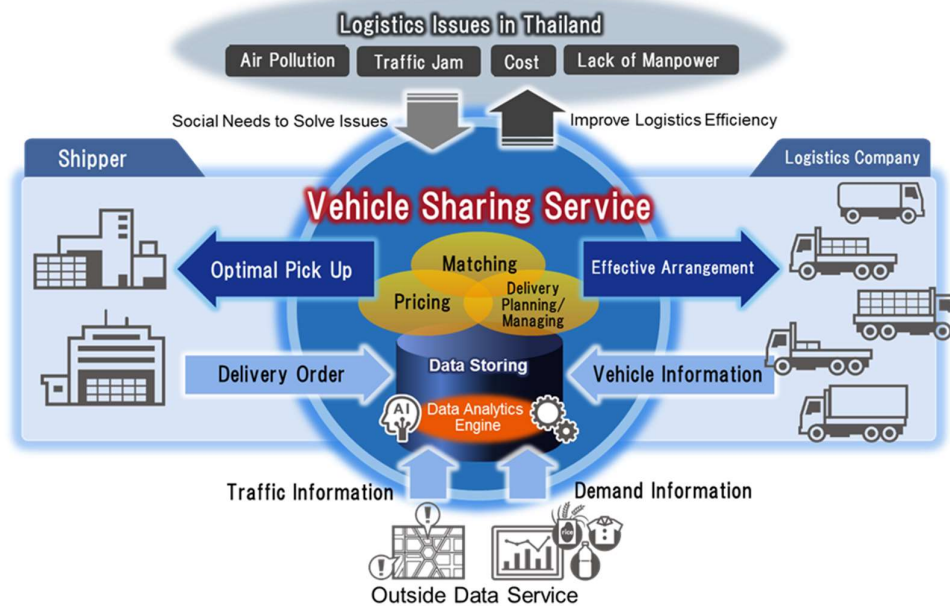 Logistics Issues in Thailand
Air Pollution
Traffic Jam
Cost
Lack of Manpower
Social Needs to Solve Issues
Improve Logistics Efficiency
Shipper
Logistics Company
Vehicle Sharing Service
Optimal Pick Up
Matching
Effective Arrangement
Pricing
Delivery
Planning/
Managing
Delivery Order
Data Storing
Vehicle Information
AI
Data Analytics
Engine
Traffic Information
Demand Information
rice
Outside Data Service